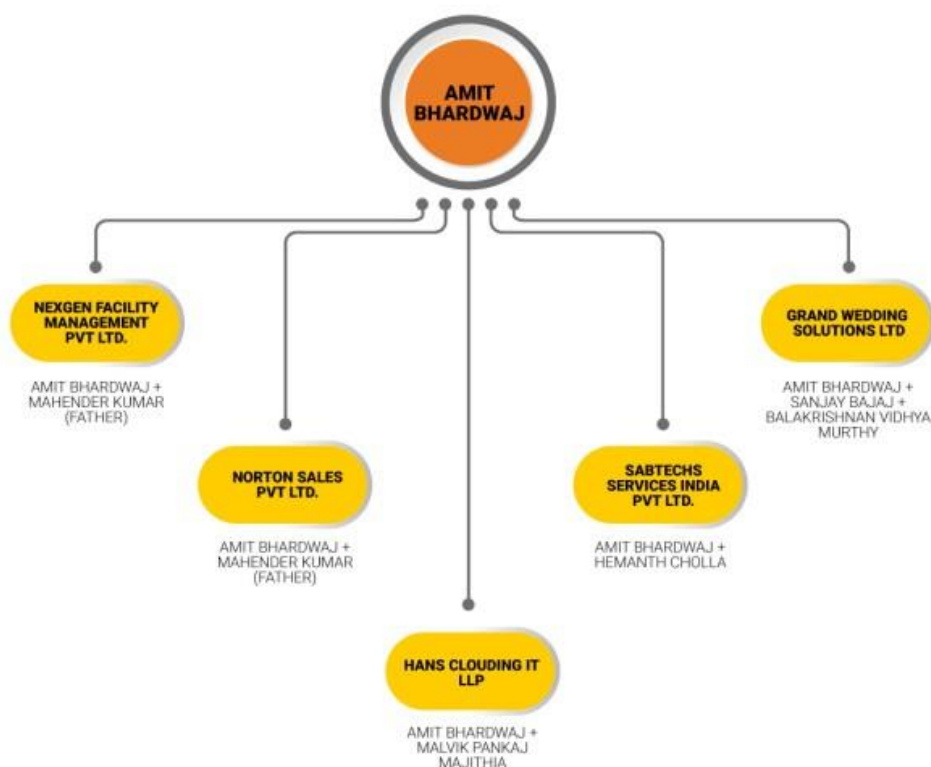 AMIT
BHARDWAJ
NEXGEN FACILITY
MANAGEMENT
PVT LTD.
AMIT BHARDWAJ +
MAHENDER KUMAR
(FATHER)
GRAND WEDDING
SOLUTIONS LTD
AMIT BHARDWAJ +
SANJAY BAJAJ +
BALAKRISHNAN VIDHYA
MURTHY
NORTON SALES
PVT LTD.
AMIT BHARDWAJ +
MAHENDER KUMAR
(FATHER)
SABTECHS
SERVICES INDIA
PVT LTD.
AMIT BHARDWAJ +
HEMANTH CHOLLA
HANS CLOUDING IT
LLP
AMIT BHARDWAJ +
MALVIK PANKAJ
MAJITHIA